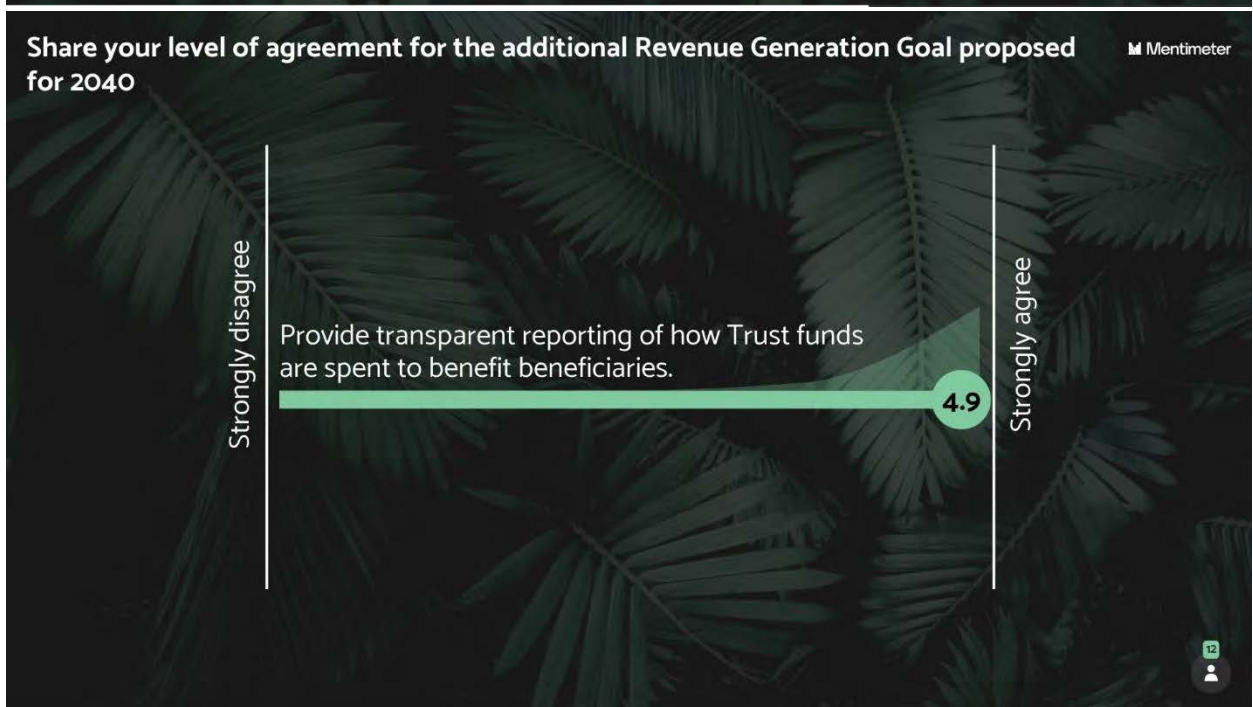 Share your level of agreement for the additional Revenue Generation Goal proposed
for 2040
Mentimeter
Strongly disagree
Provide transparent reporting of how Trust funds
are spent to benefit beneficiaries.
4.9
Strongly agree
12